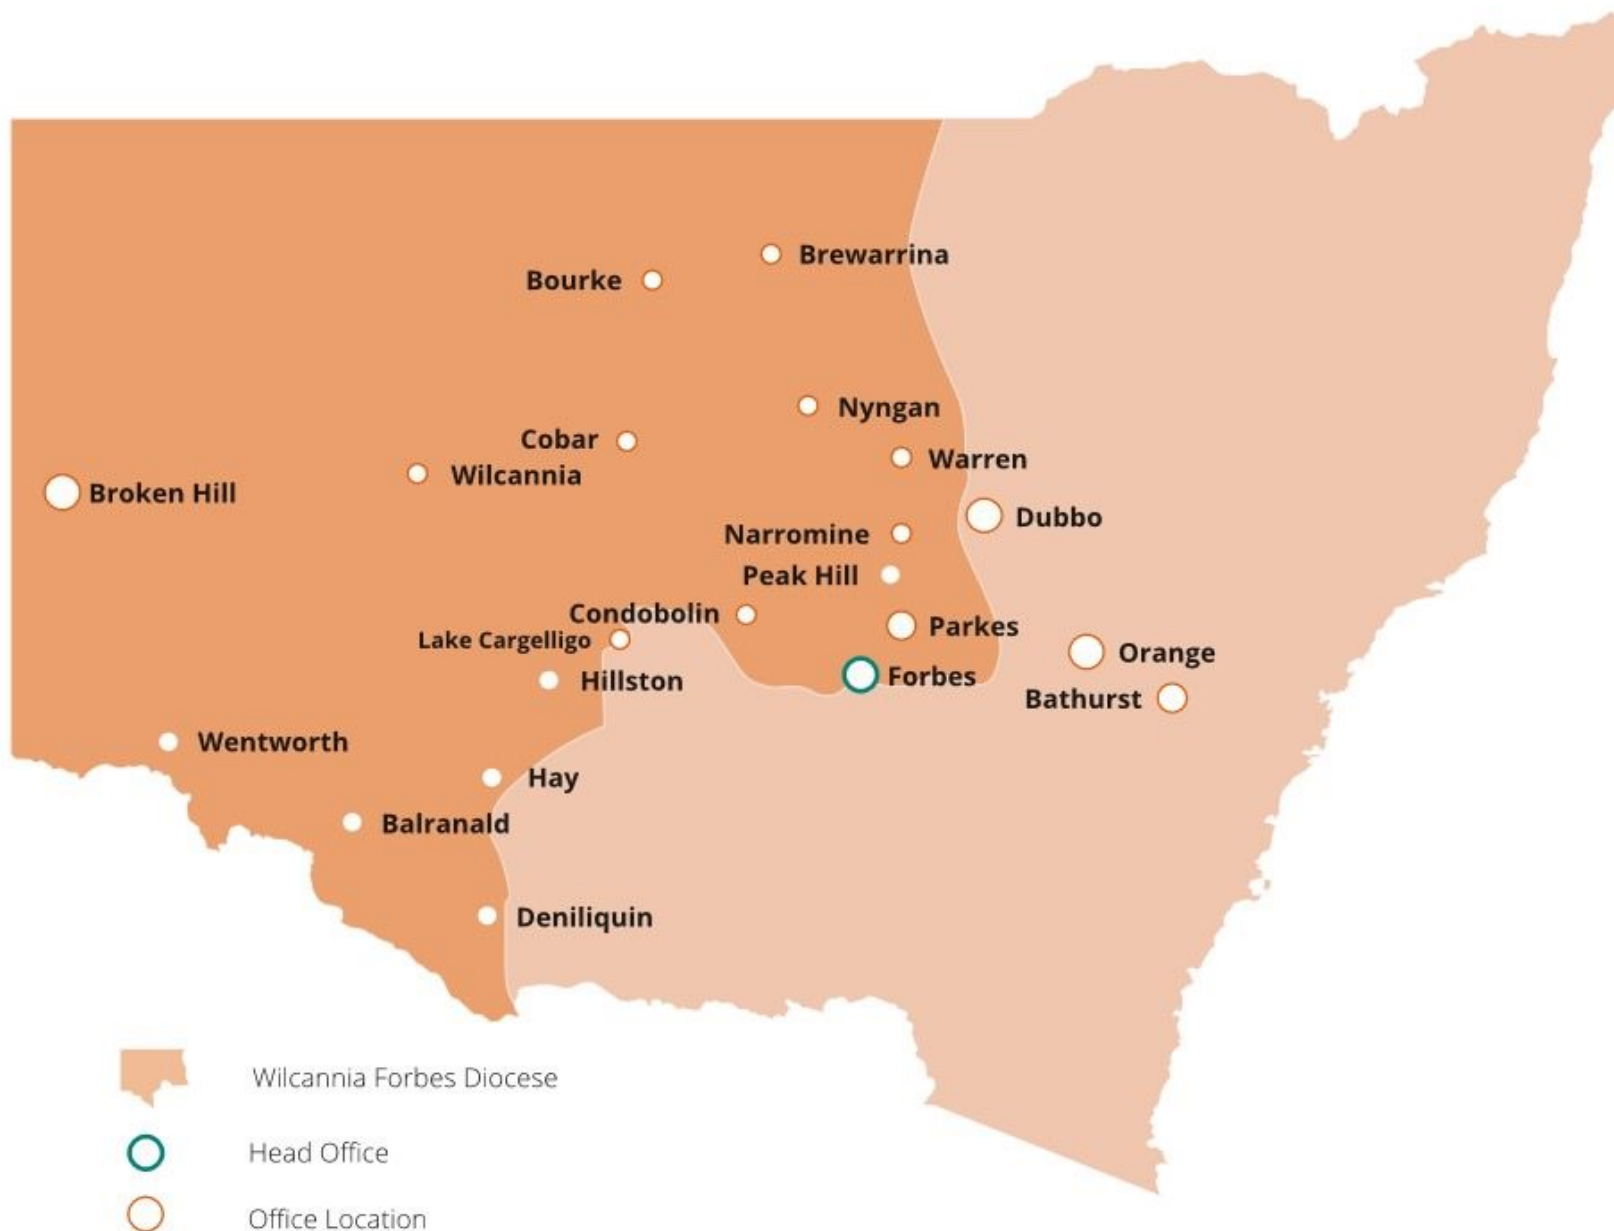 Brewarrina
Bourke
Nyngan
Cobar
Warren
Wilcannia
Broken Hill
Dubbo
Narromine
Peak Hill
Condobolin
Parkes
Lake Cargelligo
Orange
Forbes
Hillston
Bathurst
Wentworth
Hay
Balranald
Deniliquin
Wilcannia Forbes Diocese
Head Office
Office Location